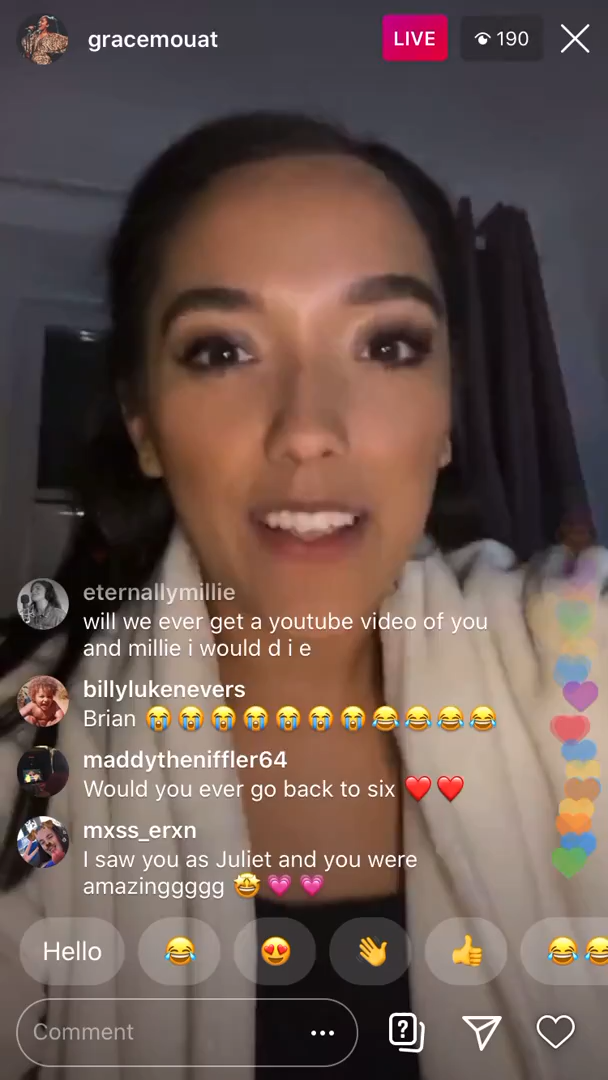 gracemouat
LIVE
190
eternallymillie
will we ever get a youtube video of you
and millie i would d i e
billylukenevers
Brian 😭😭😭😭😭😭😭😂😂😂😂
maddytheniffler64
Would you ever go back to six ❤️❤️
mxss_erxn
I saw you as Juliet and you were
amazinggggg 🤩💗💗
Hello 😂 😍 👋 👍 😂😂
Comment